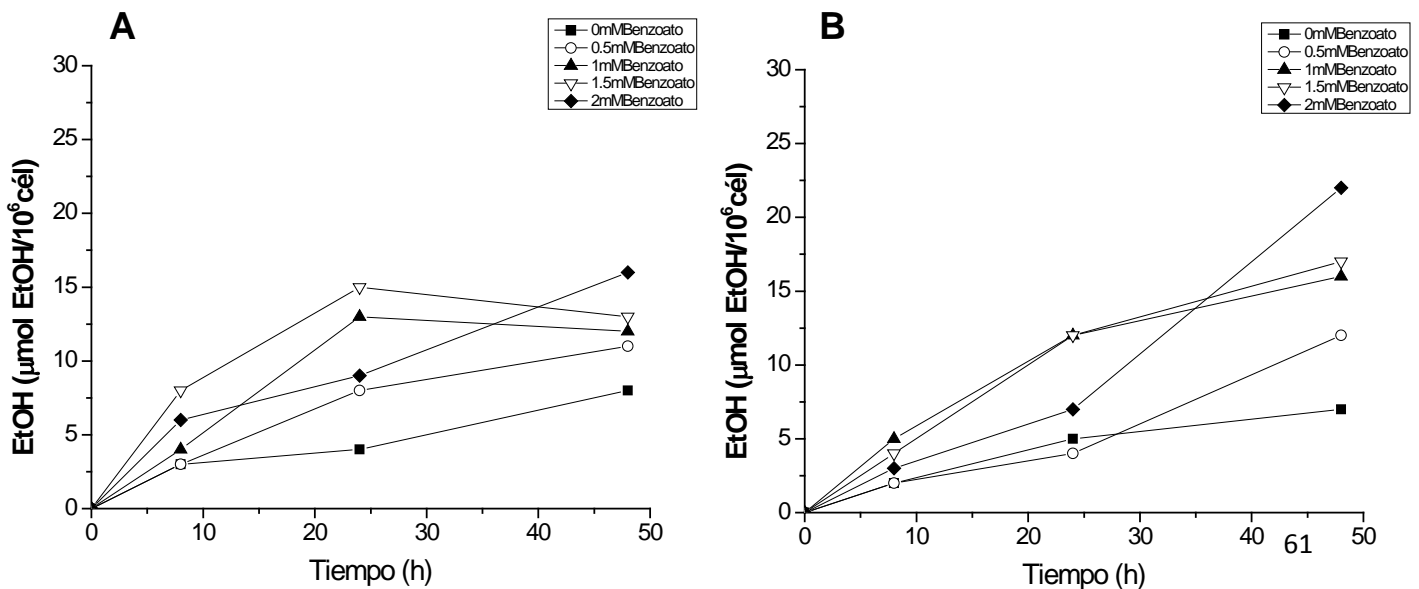 A
0mMBenzoato
0.5mMBenzoato
1mMBenzoato
1.5mMBenzoato
2mMBenzoato
30
25
20
15
10
5
0
EtOH (µmol EtOH/10⁶cél)
0 10 20 30 40 50
Tiempo (h)
B
0mMBenzoato
0.5mMBenzoato
1mMBenzoato
1.5mMBenzoato
2mMBenzoato
30
25
20
15
10
5
0
EtOH (µmol EtOH/10⁶cél)
0 10 20 30 40 50
61
Tiempo (h)